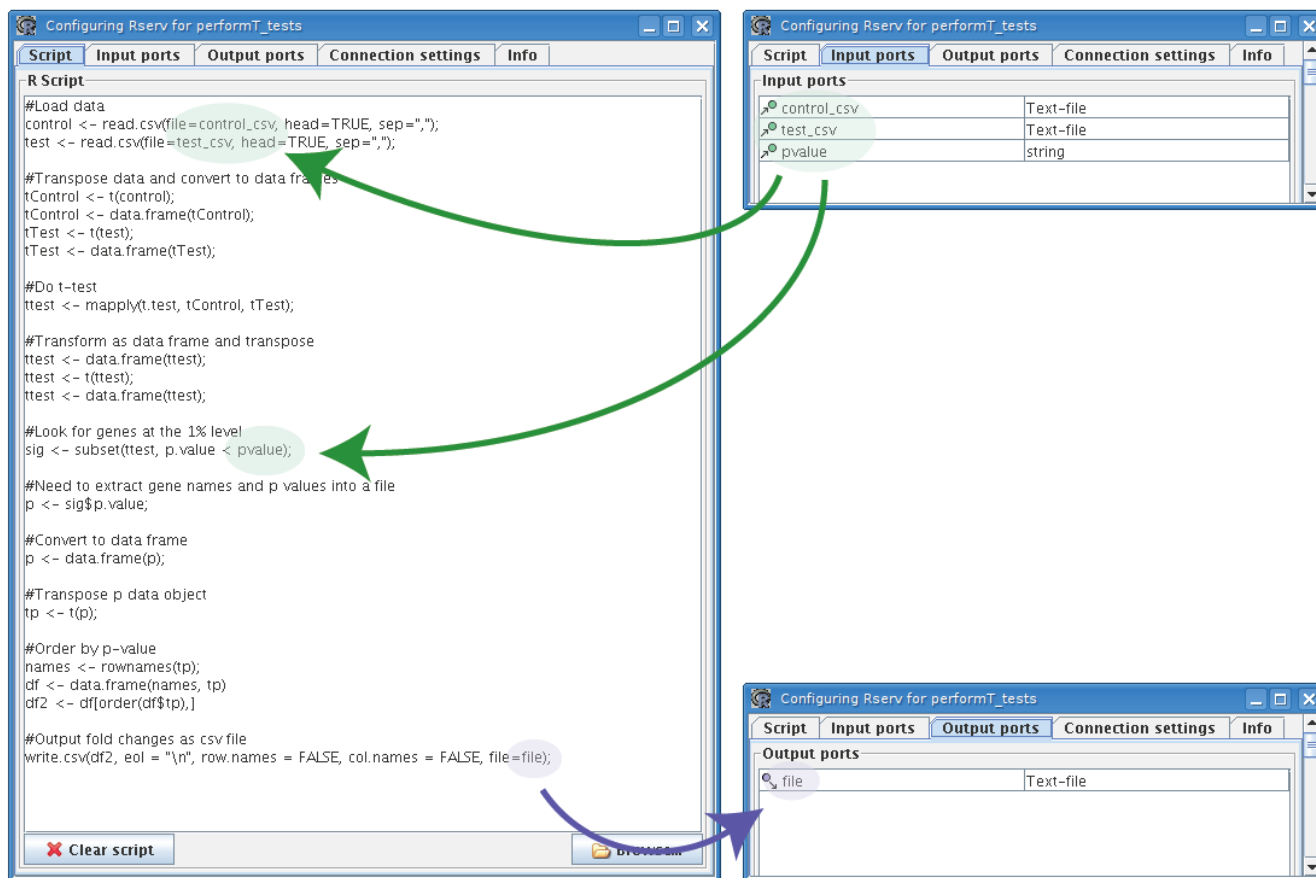 Configuring Rserv for performT_tests
Script Input ports Output ports Connection settings Info
R Script
#Load data
control <- read.csv(file=control_csv, head=TRUE, sep=",");
test <- read.csv(file=test_csv, head=TRUE, sep=",");
#Transpose data and convert to data frames
tControl <- t(control);
tControl <- data.frame(tControl);
tTest <- t(test);
tTest <- data.frame(tTest);
#Do t-test
ttest <- mapply(t.test, tControl, tTest);
#Transform as data frame and transpose
ttest <- data.frame(ttest);
ttest <- t(ttest);
ttest <- data.frame(ttest);
#Look for genes at the 1% level
sig <- subset(ttest, p.value < pvalue);
#Need to extract gene names and p values into a file
p <- sig$p.value;
#Convert to data frame
p <- data.frame(p);
#Transpose p data object
tp <- t(p);
#Order by p-value
names <- rownames(tp);
df <- data.frame(names, tp)
df2 <- df[order(df$tp),]
#Output fold changes as csv file
write.csv(df2, eol = "\n", row.names = FALSE, col.names = FALSE, file=file);
Clear script
Browse...
Configuring Rserv for performT_tests
Script Input ports Output ports Connection settings Info
Input ports
control_csv Text-file
test_csv Text-file
pvalue string
Configuring Rserv for performT_tests
Script Input ports Output ports Connection settings Info
Output ports
file Text-file